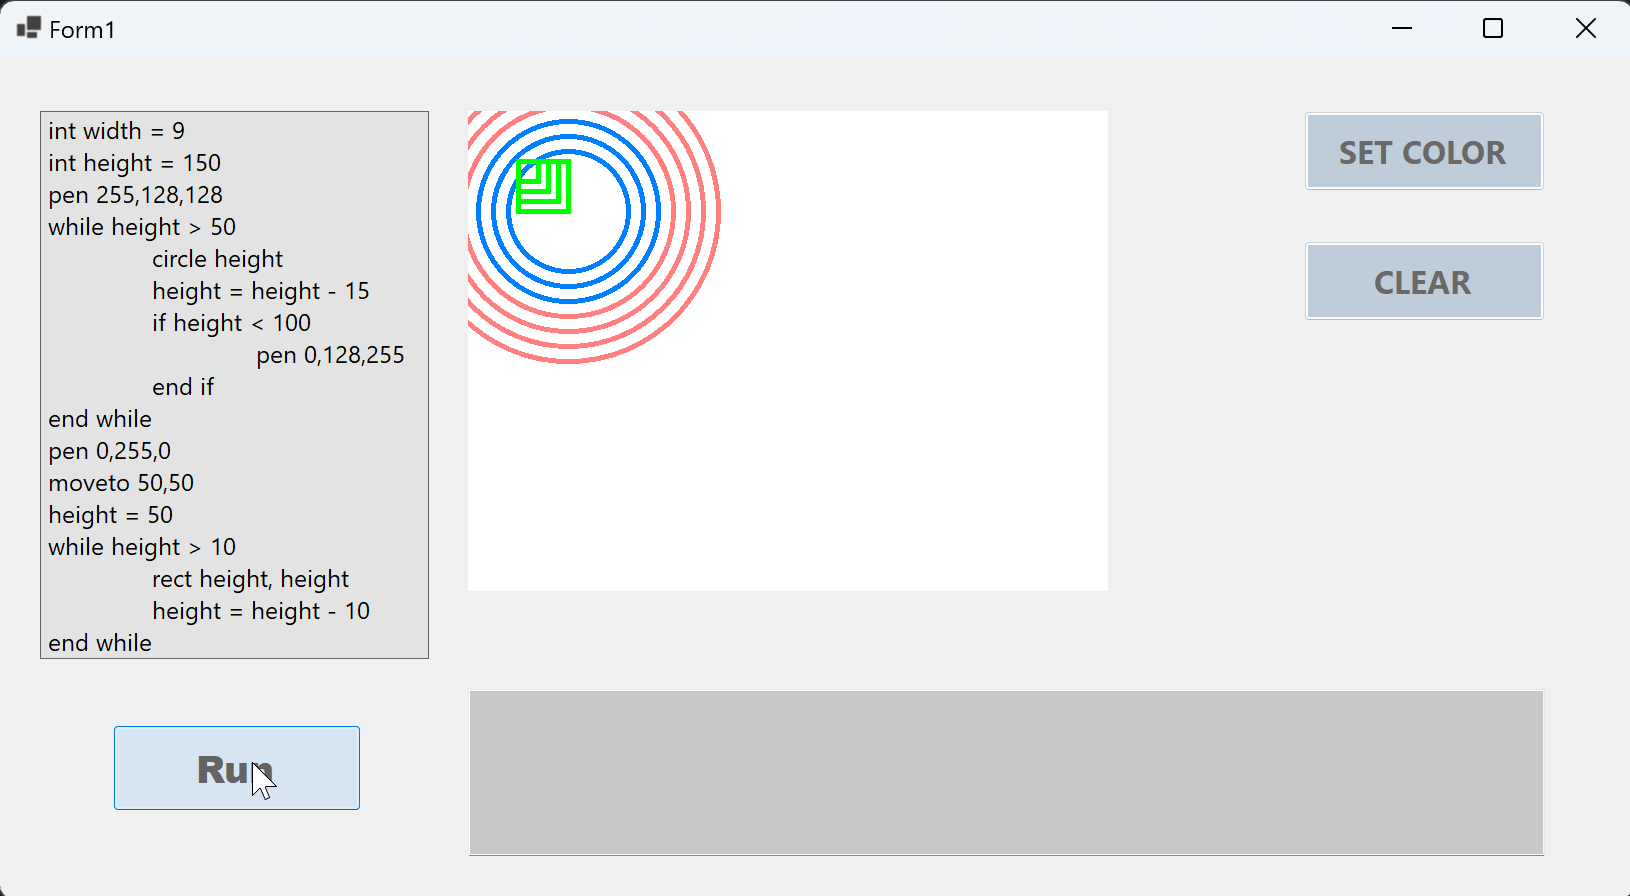 Form1
int width = 9
int height = 150
pen 255,128,128
while height > 50
circle height
height = height - 15
if height < 100
pen 0,128,255
end if
end while
pen 0,255,0
moveto 50,50
height = 50
while height > 10
rect height, height
height = height - 10
end while
SET COLOR
CLEAR
Run